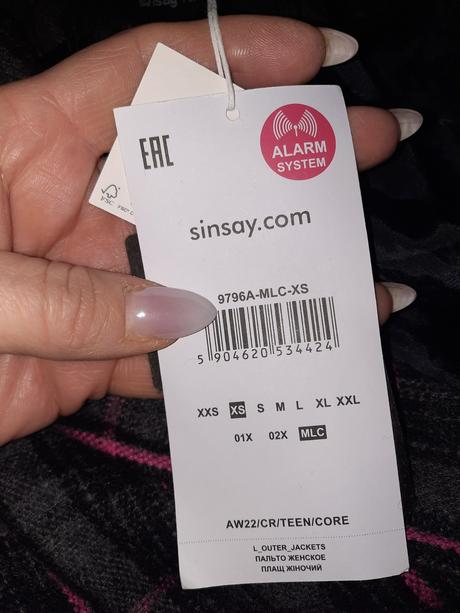 EAC
ALARM
SYSTEM
FSC
sinsay.com
9796A-MLC-XS
5 904620 534424
XXS XS S M L XL XXL
01X 02X MLC
AW22/CR/TEEN/CORE
L_OUTER_JACKETS
ПАЛЬТО ЖЕНСКОЕ
ПЛАЩ ЖІНОЧИЙ